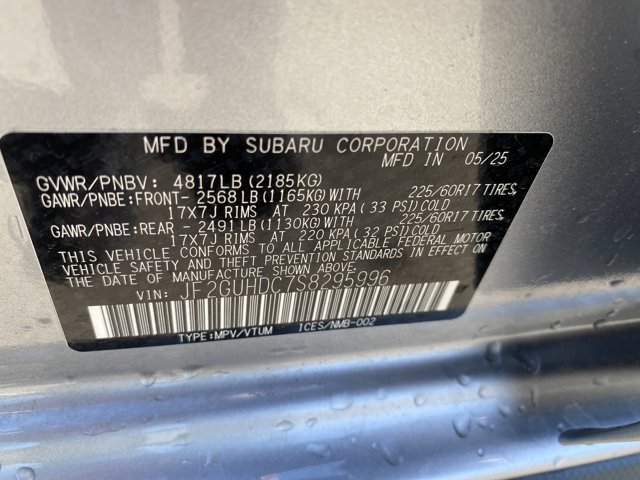 MFD BY SUBARU CORPORATION
MFD IN 05/25
GVWR/PNBV: 4817LB (2185KG)
GAWR/PNBE:FRONT- 2568LB (1165KG)WITH 225/60R17 TIRES,
17X7J RIMS AT 230 KPA (33 PSI)COLD
GAWR/PNBE:REAR - 2491LB (1130KG)WITH 225/60R17 TIRES,
17X7J RIMS AT 220 KPA (32 PSI)COLD
THIS VEHICLE CONFORMS TO ALL APPLICABLE FEDERAL MOTOR
VEHICLE SAFETY AND THEFT PREVENTION STANDARDS IN EFFECT ON
THE DATE OF MANUFACTURE SHOWN ABOVE.
VIN: JF2GUHDC7S8295996
TYPE:MPV/VTUM ICES/NMB-002